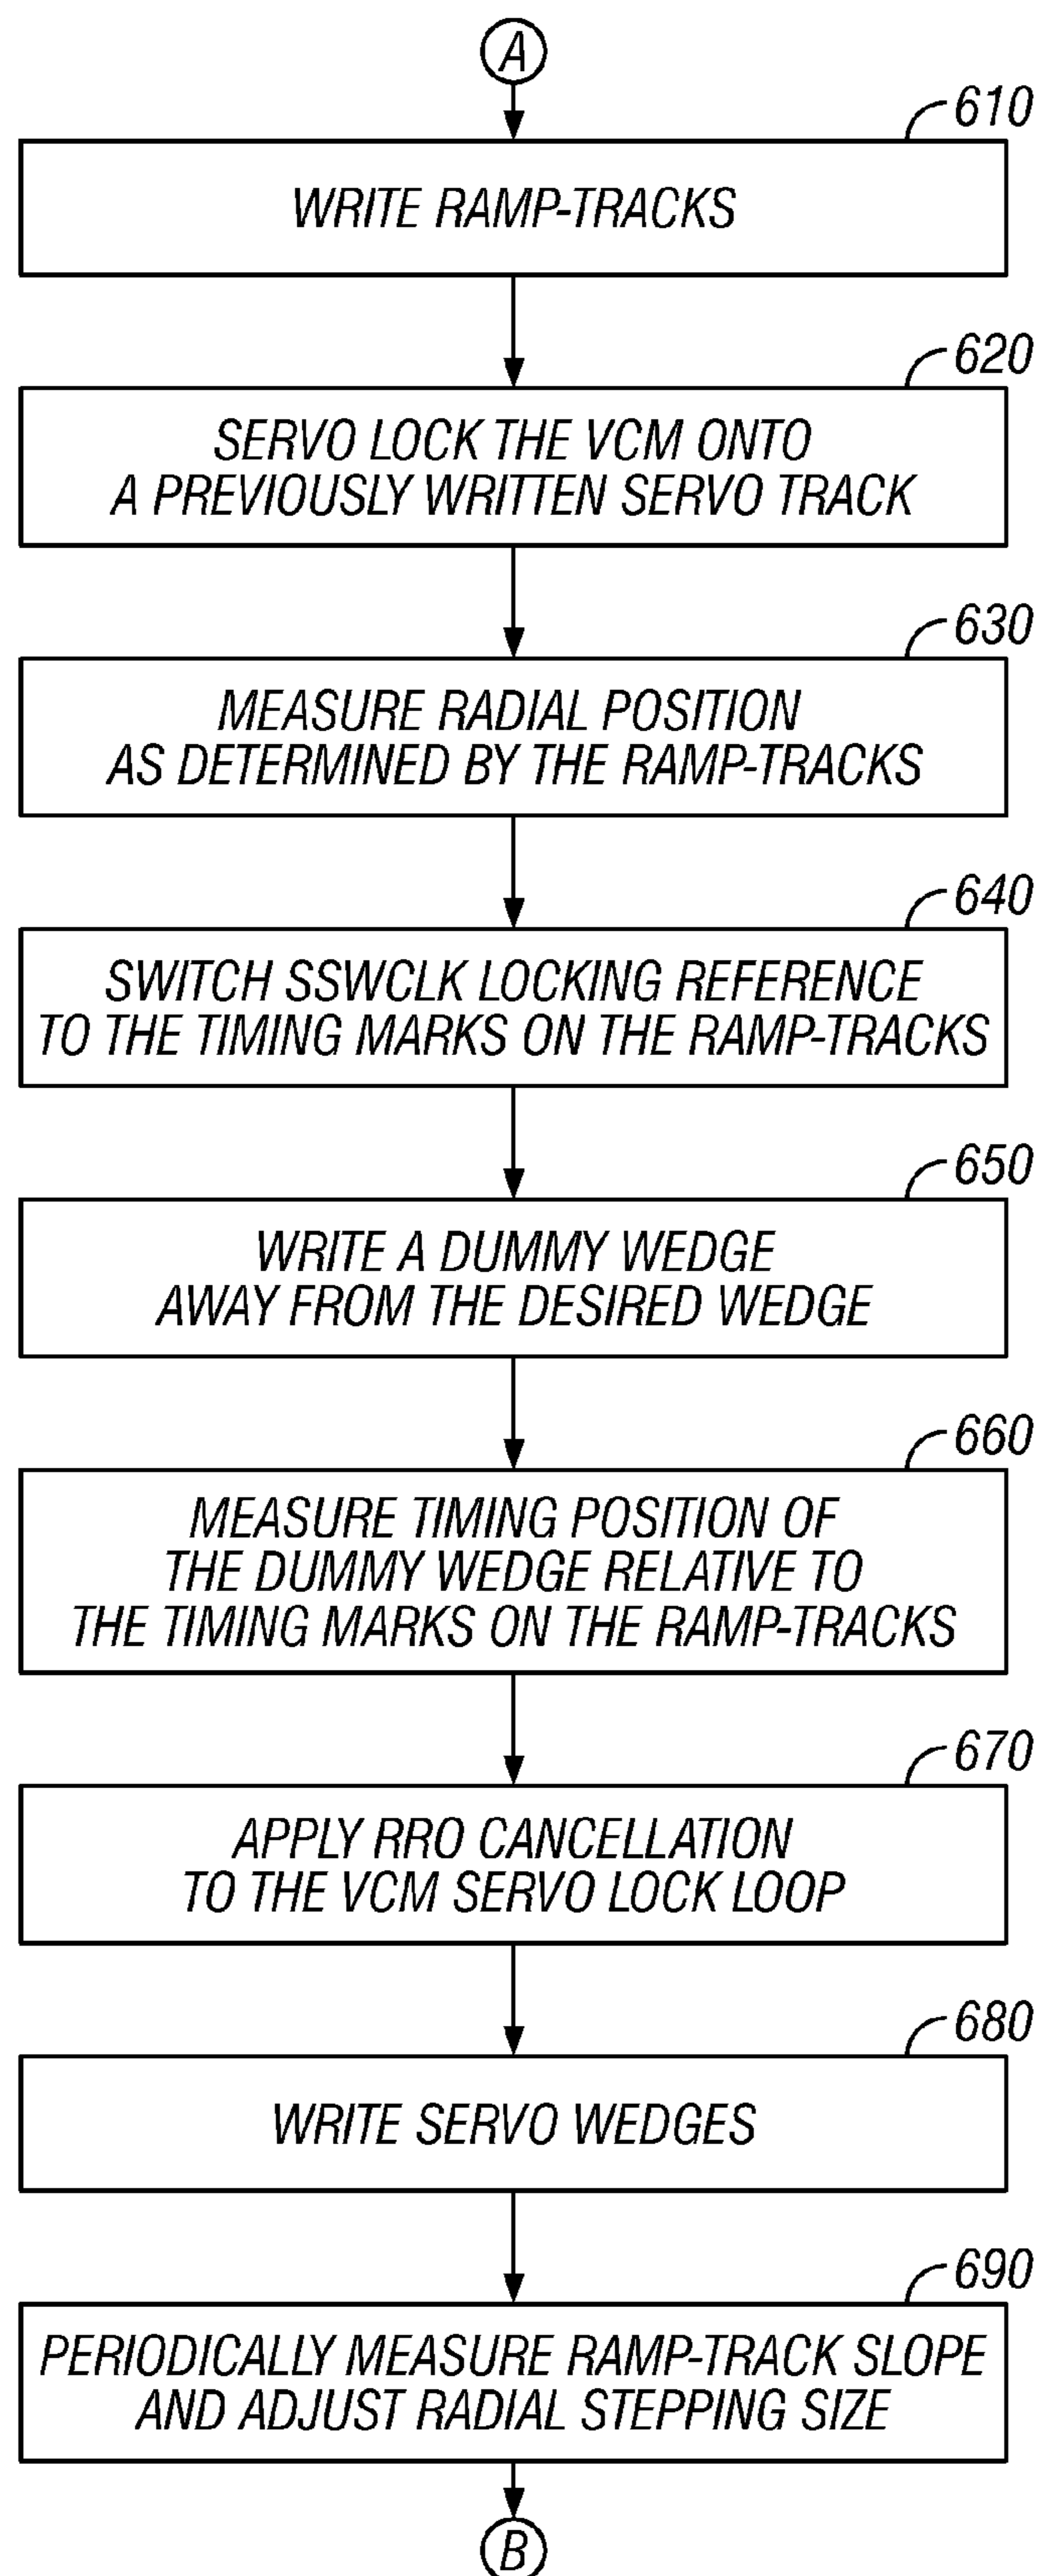 A
610
WRITE RAMP-TRACKS
620
SERVO LOCK THE VCM ONTO
A PREVIOUSLY WRITTEN SERVO TRACK
630
MEASURE RADIAL POSITION
AS DETERMINED BY THE RAMP-TRACKS
640
SWITCH SSWCLK LOCKING REFERENCE
TO THE TIMING MARKS ON THE RAMP-TRACKS
650
WRITE A DUMMY WEDGE
AWAY FROM THE DESIRED WEDGE
660
MEASURE TIMING POSITION OF
THE DUMMY WEDGE RELATIVE TO
THE TIMING MARKS ON THE RAMP-TRACKS
670
APPLY RRO CANCELLATION
TO THE VCM SERVO LOCK LOOP
680
WRITE SERVO WEDGES
690
PERIODICALLY MEASURE RAMP-TRACK SLOPE
AND ADJUST RADIAL STEPPING SIZE
B